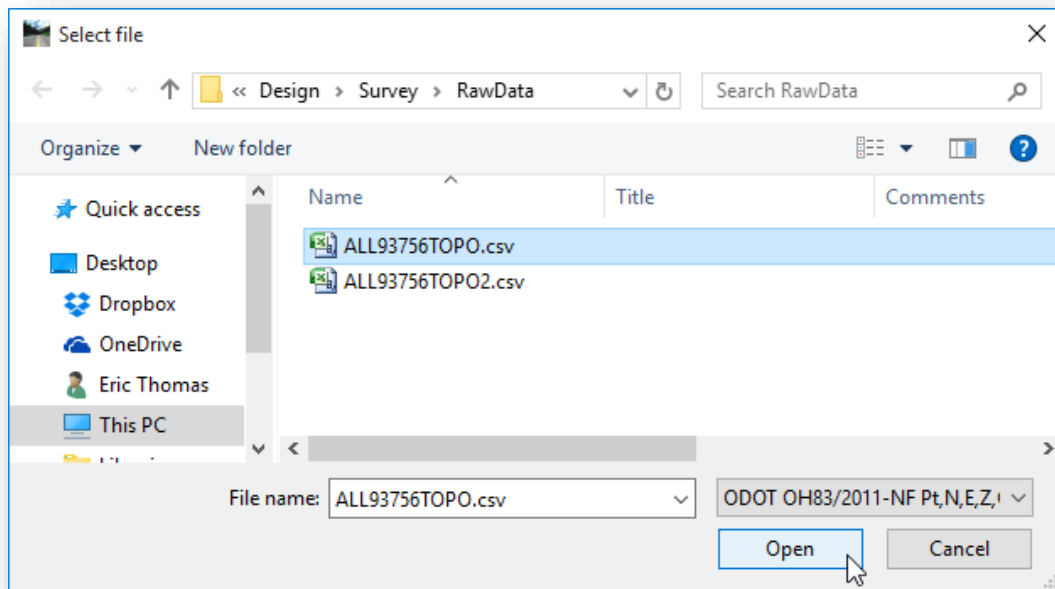 Select file
« Design › Survey › RawData
Search RawData
Organize
New folder
Quick access
Desktop
Dropbox
OneDrive
Eric Thomas
This PC
Name
Title
Comments
ALL93756TOPO.csv
ALL93756TOPO2.csv
File name:
ALL93756TOPO.csv
ODOT OH83/2011-NF Pt,N,E,Z,
Open
Cancel